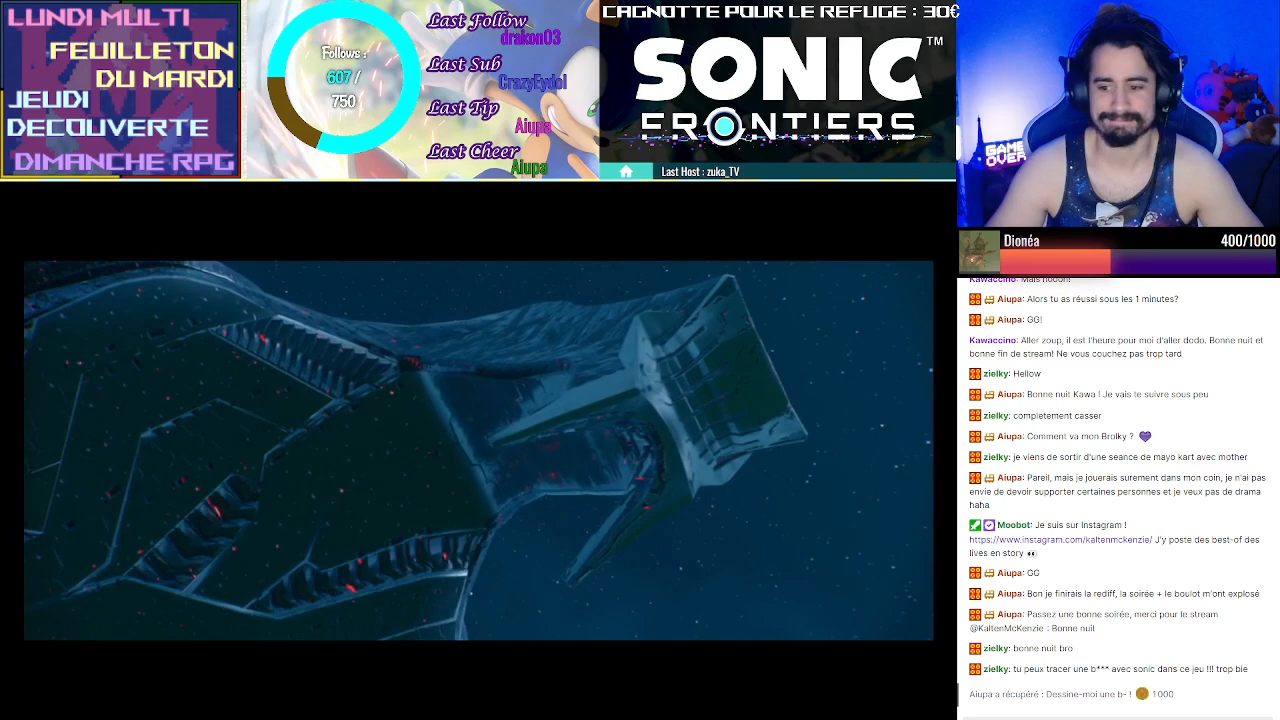 LUNDI MULTI
FEUILLETON
DU MARDI
JEUDI
DECOUVERTE
DIMANCHE RPG
Follows :
607 /
750
Last Follow
drakon03
Last Sub
CrazyEydol
Last Tip
Aiupa
Last Cheer
Aiupa
CAGNOTTE POUR LE REFUGE : 30€
SONIC™
FRONTIERS
Last Host : zuka_TV
GAME
OVER
Dionéa 400/1000
Kawaccino: Mais nooon!
Aiupa: Alors tu as réussi sous les 1 minutes?
Aiupa: GG!
Kawaccino: Aller zoup, il est l'heure pour moi d'aller dodo. Bonne nuit et
bonne fin de stream! Ne vous couchez pas trop tard
zielky: Hellow
Aiupa: Bonne nuit Kawa ! Je vais te suivre sous peu
zielky: completement casser
Aiupa: Comment va mon Brolky ?
zielky: je viens de sortir d'une seance de mayo kart avec mother
Aiupa: Pareil, mais je jouerais surement dans mon coin, je n'ai pas
envie de devoir supporter certaines personnes et je veux pas de drama
haha
Moobot: Je suis sur Instagram !
https://www.instagram.com/kaltenmckenzie/ J'y poste des best-of des
lives en story 👀
Aiupa: GG
Aiupa: Bon je finirais la rediff, la soirée + le boulot m'ont explosé
Aiupa: Passez une bonne soirée, merci pour le stream
@KaltenMcKenzie : Bonne nuit
zielky: bonne nuit bro
zielky: tu peux tracer une b*** avec sonic dans ce jeu !!! trop bie
Aiupa a récupéré : Dessine-moi une b- ! 1000